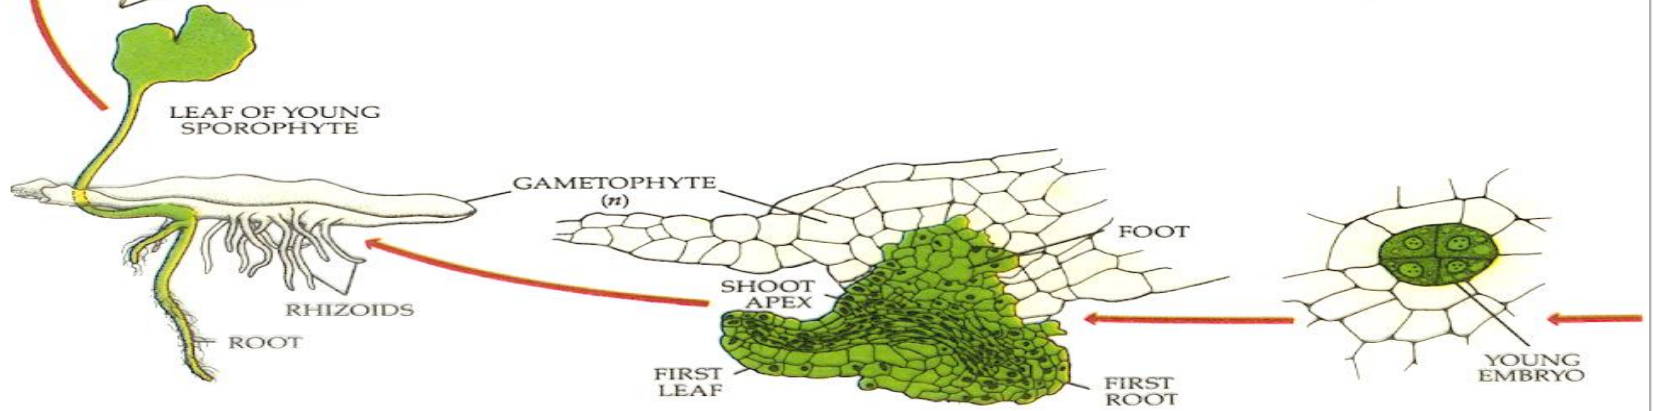 LEAF OF YOUNG
SPOROPHYTE
GAMETOPHYTE
(n)
FOOT
SHOOT
APEX
RHIZOIDS
ROOT
FIRST
LEAF
FIRST
ROOT
YOUNG
EMBRYO